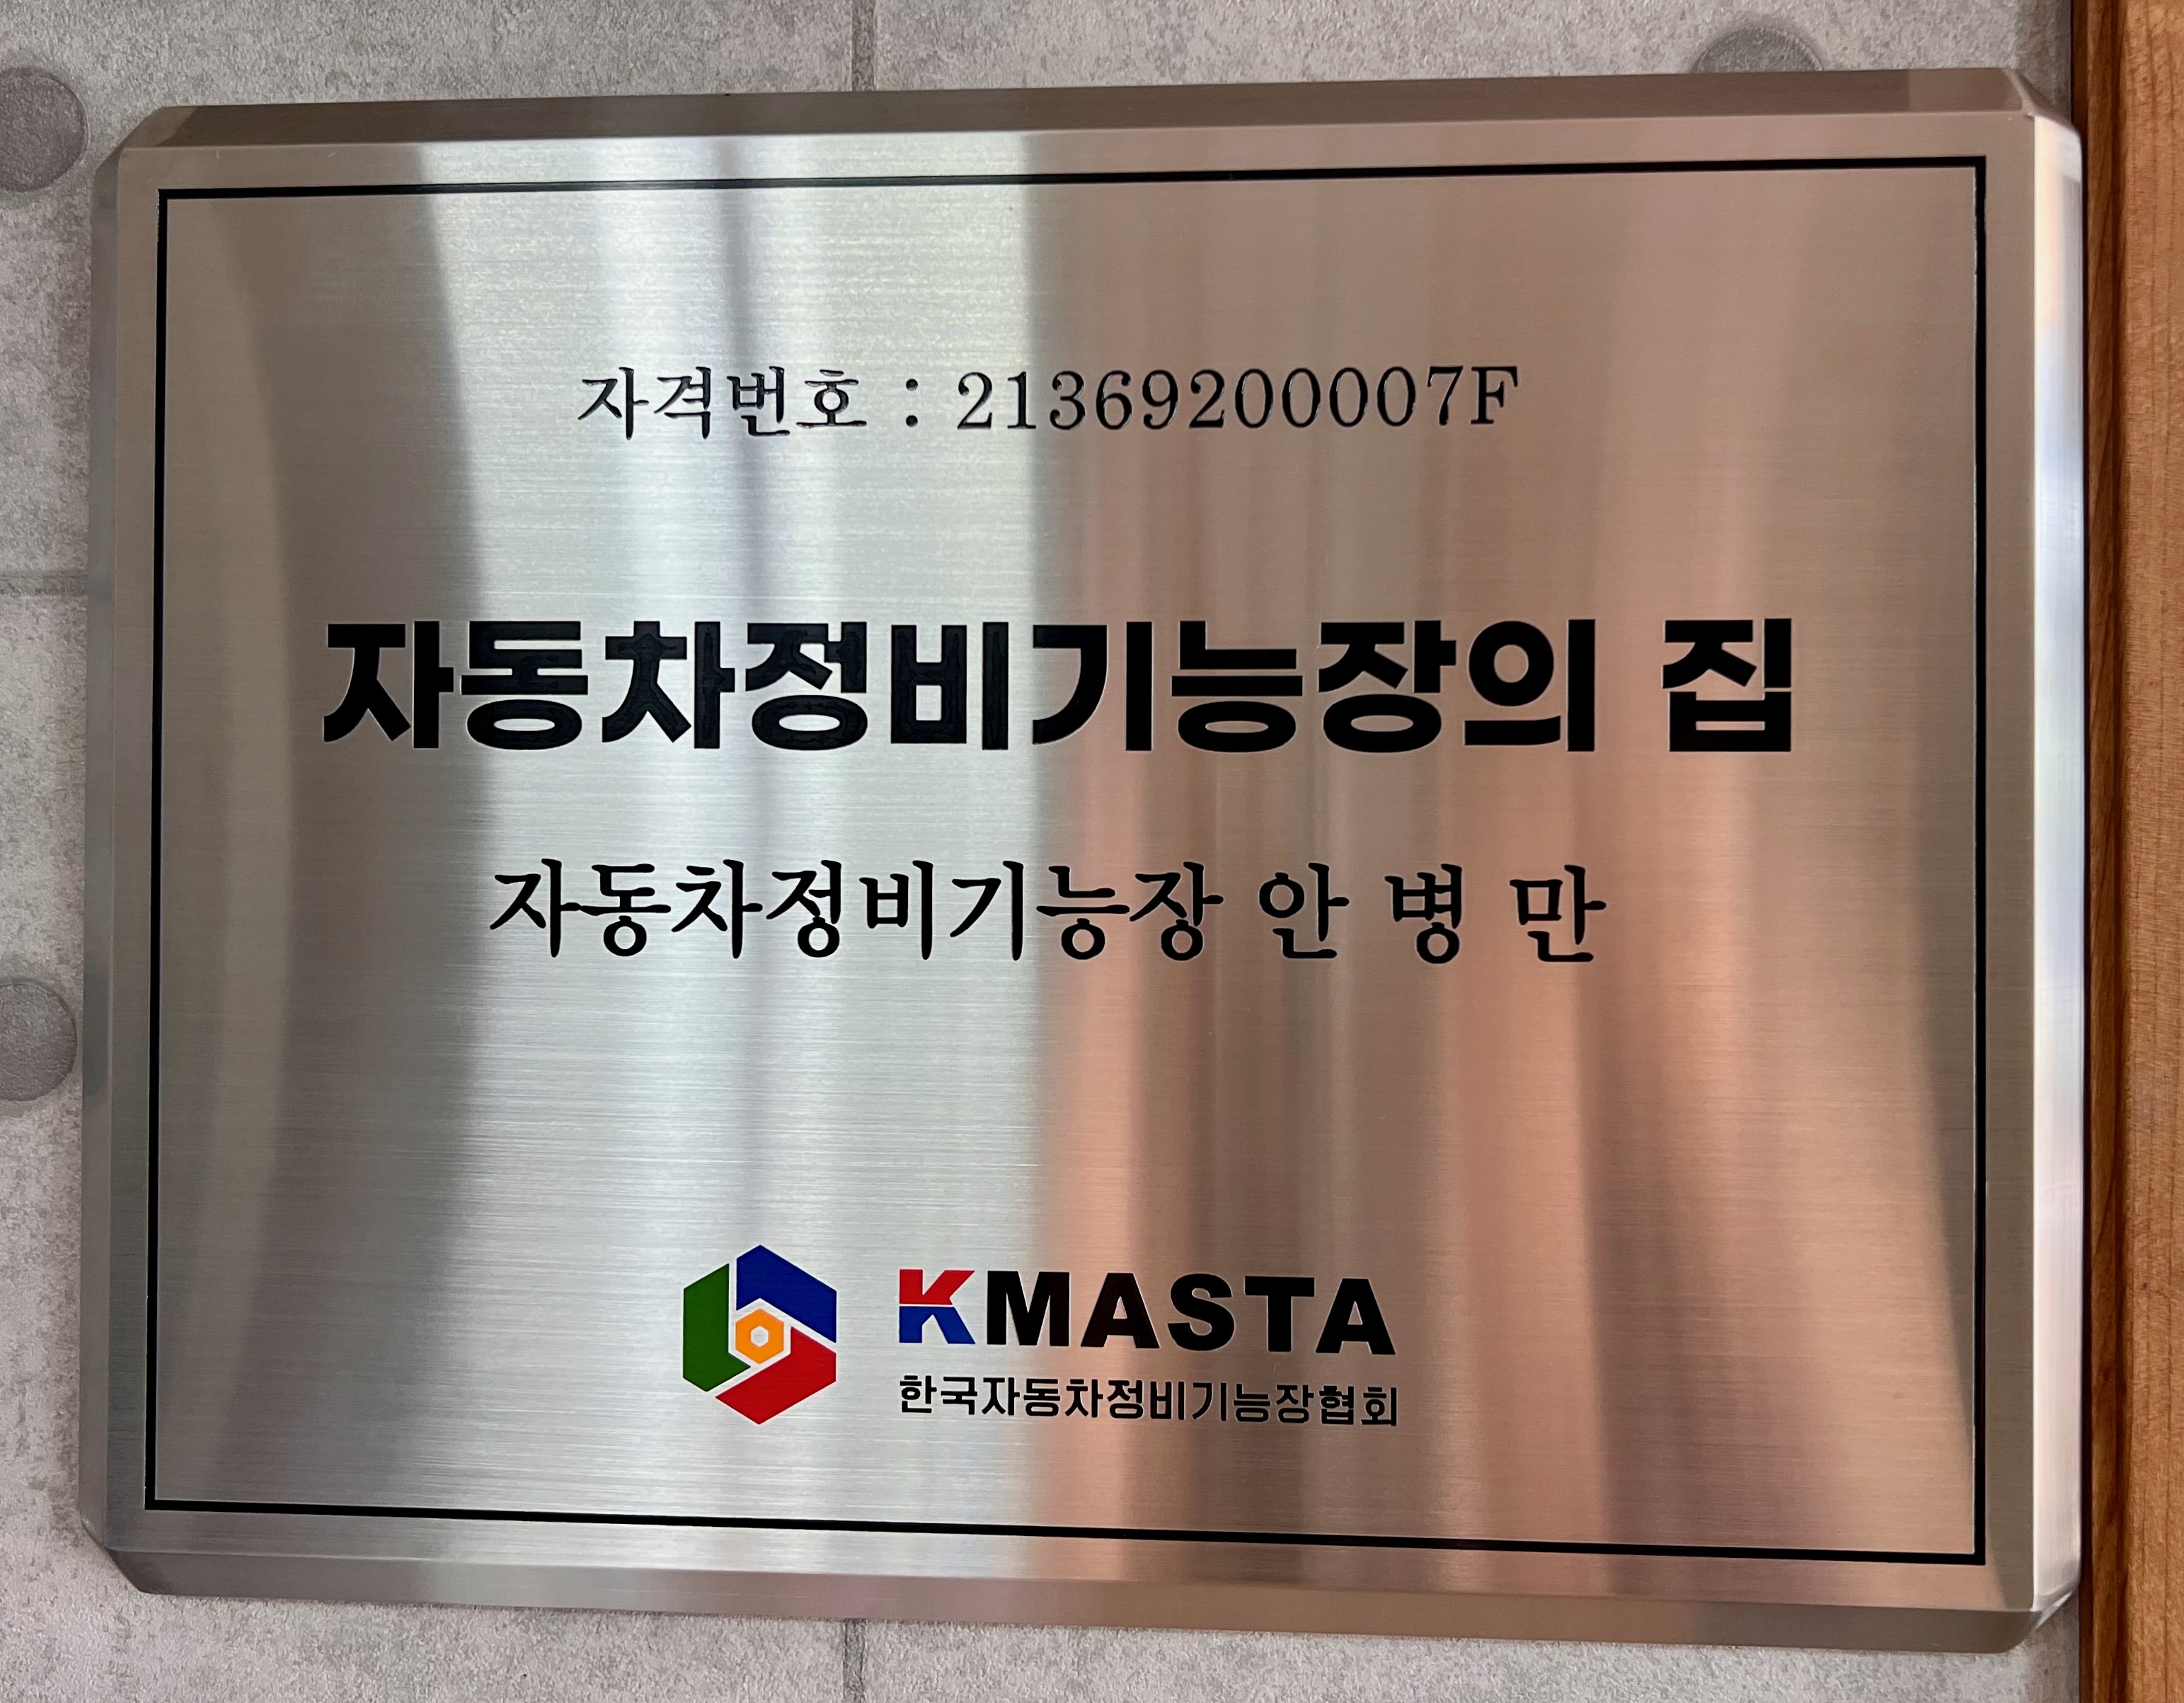 자격번호 : 21369200007F
자동차정비기능장의 집
자동차정비기능장 안 병 만
KMASTA
한국자동차정비기능장협회